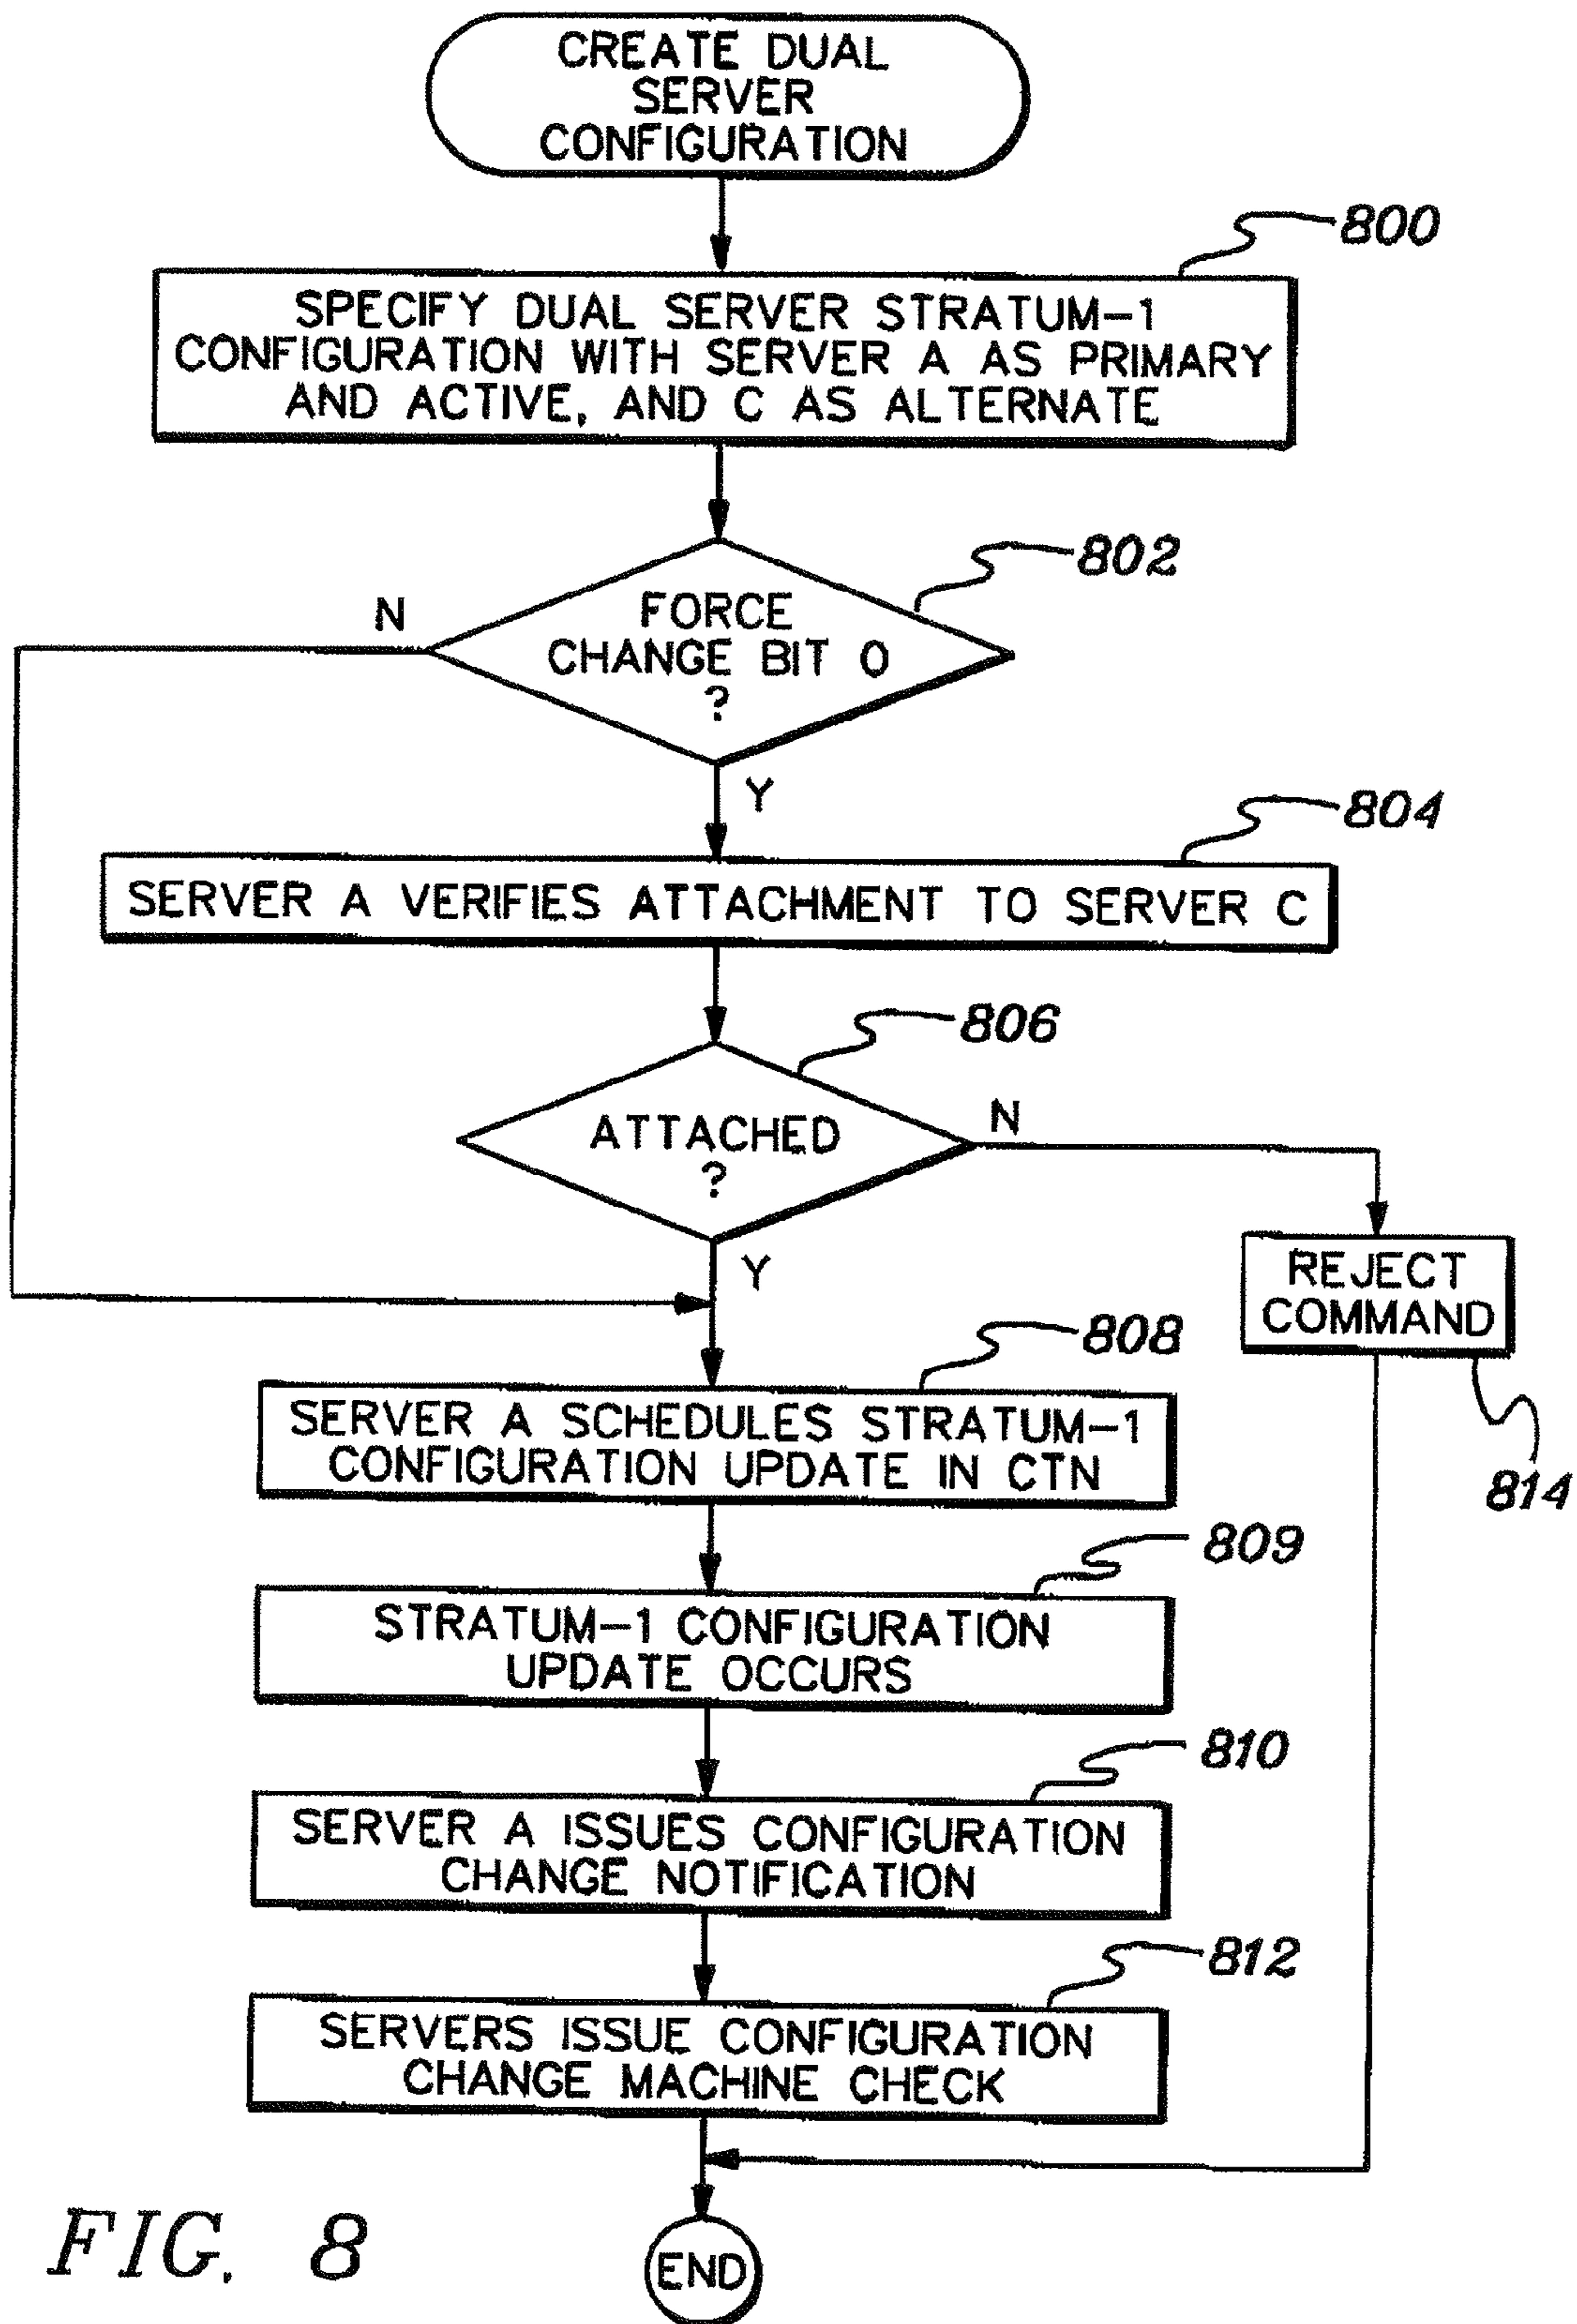 CREATE DUAL
SERVER
CONFIGURATION
800
SPECIFY DUAL SERVER STRATUM-1
CONFIGURATION WITH SERVER A AS PRIMARY
AND ACTIVE, AND C AS ALTERNATE
802
N
FORCE
CHANGE BIT 0
?
Y
804
SERVER A VERIFIES ATTACHMENT TO SERVER C
806
N
ATTACHED
?
Y
REJECT
COMMAND
814
808
SERVER A SCHEDULES STRATUM-1
CONFIGURATION UPDATE IN CTN
809
STRATUM-1 CONFIGURATION
UPDATE OCCURS
810
SERVER A ISSUES CONFIGURATION
CHANGE NOTIFICATION
812
SERVERS ISSUE CONFIGURATION
CHANGE MACHINE CHECK
END
FIG. 8